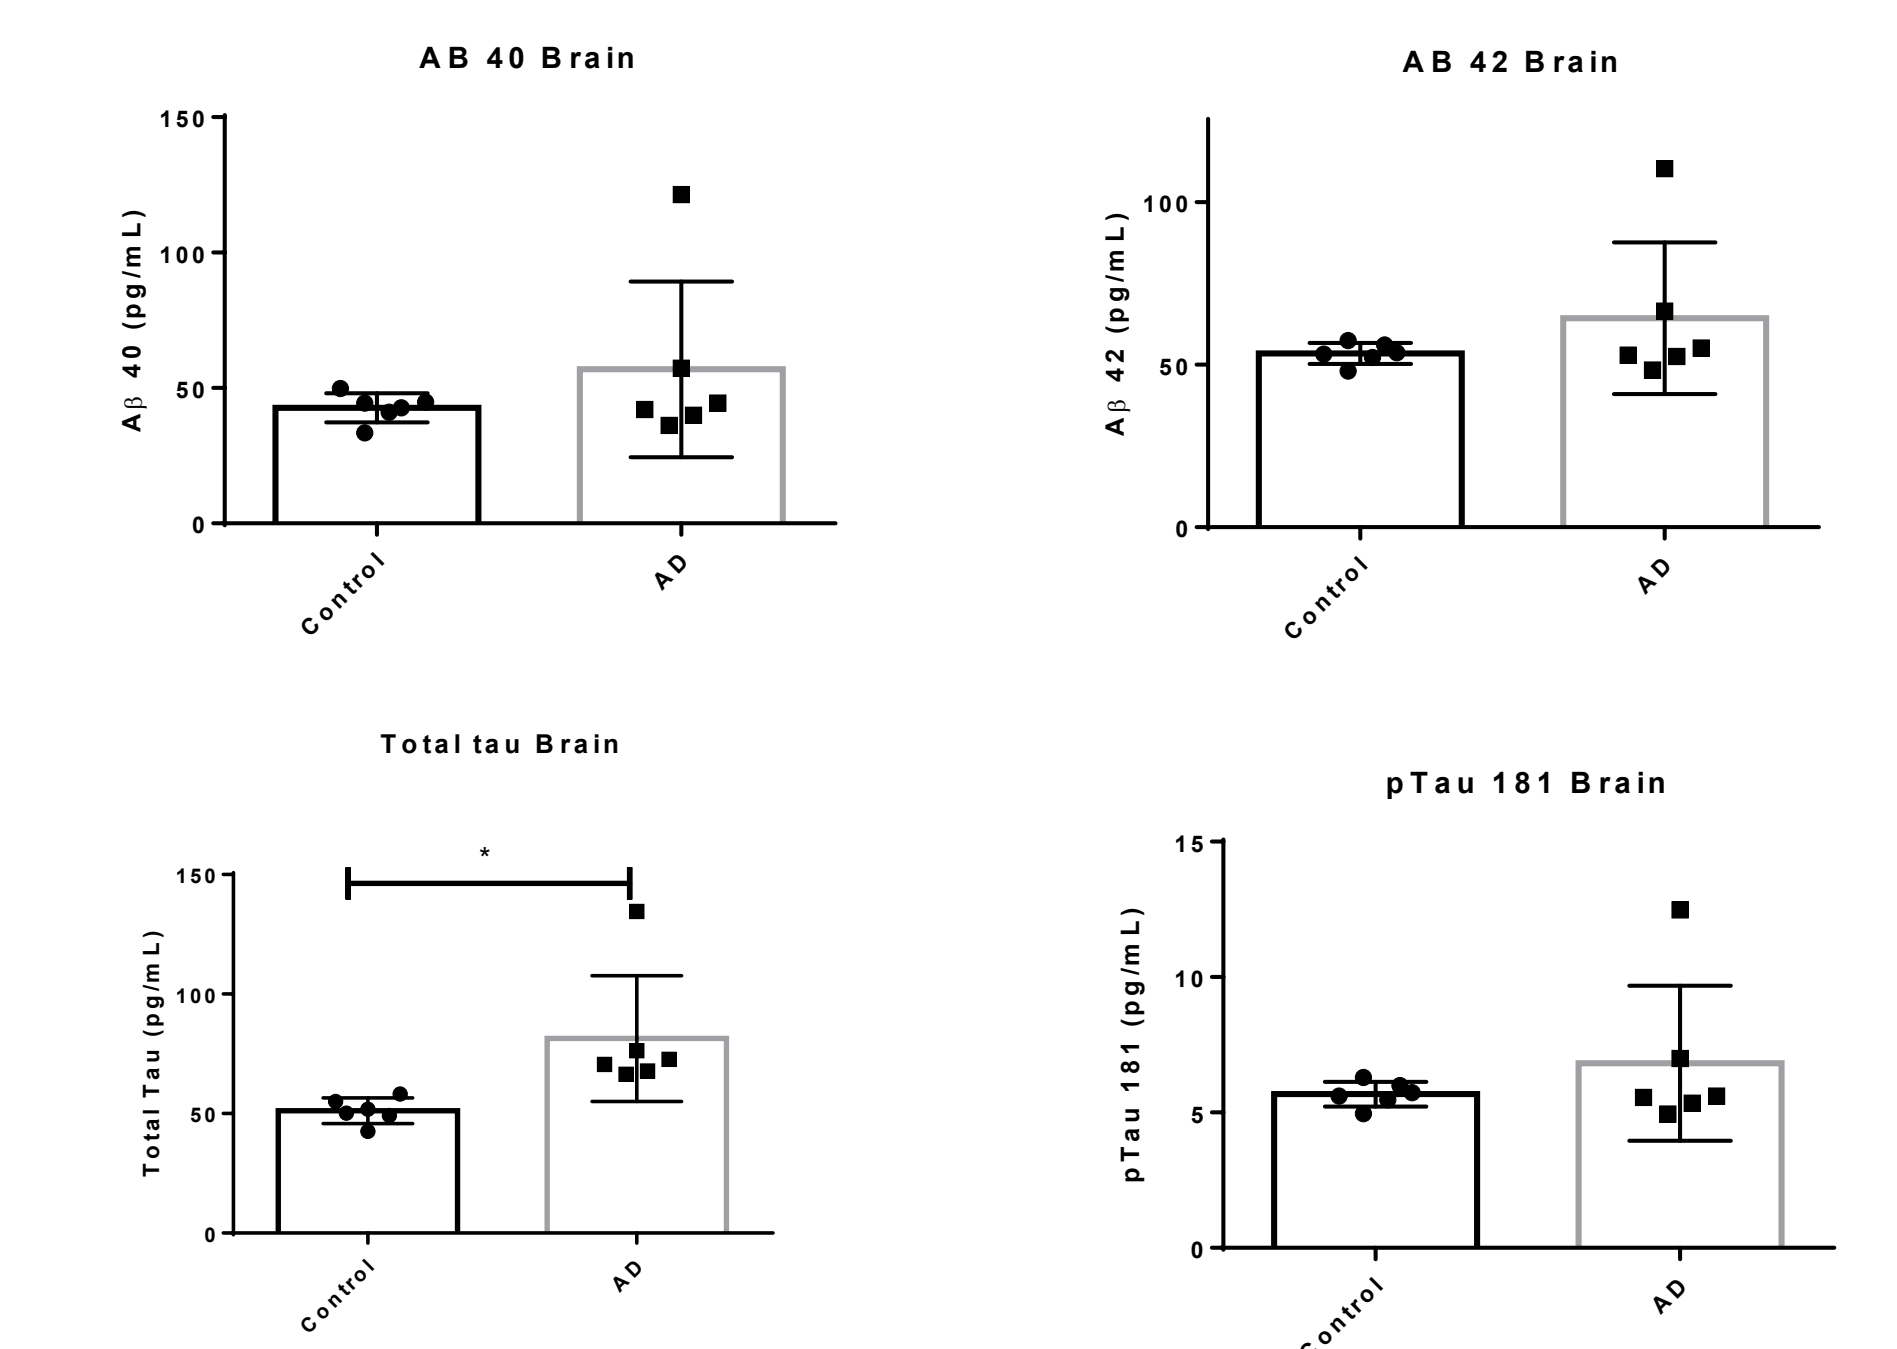 AB 40 Brain
150
100
50
0
Aβ 40 (pg/mL)
Control
AD
AB 42 Brain
100
50
0
Aβ 42 (pg/mL)
Control
AD
Total tau Brain
*
150
100
50
0
Total Tau (pg/mL)
Control
AD
pTau 181 Brain
15
10
5
0
pTau 181 (pg/mL)
Control
AD